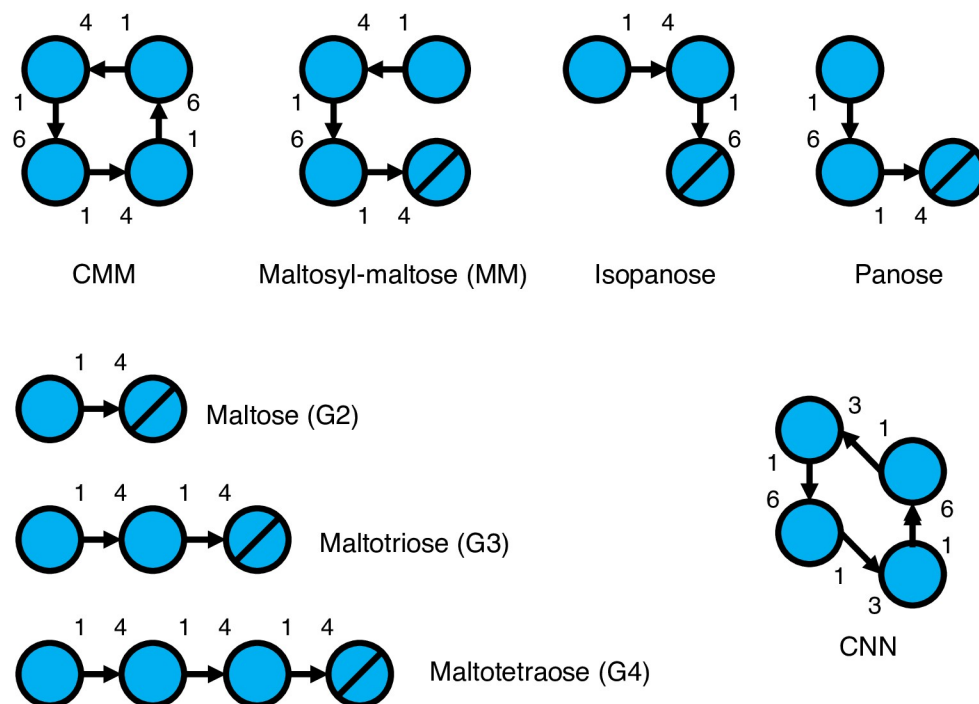 4 1
1 6
6 1
1 4
CMM
4 1
1
6
1 4
Maltosyl-maltose (MM)
1 4
1
6
Isopanose
1
6
1 4
Panose
1 4
Maltose (G2)
1 4 1 4
Maltotriose (G3)
1 4 1 4 1 4
Maltotetraose (G4)
3 1
1
6 6
1 1
3
CNN